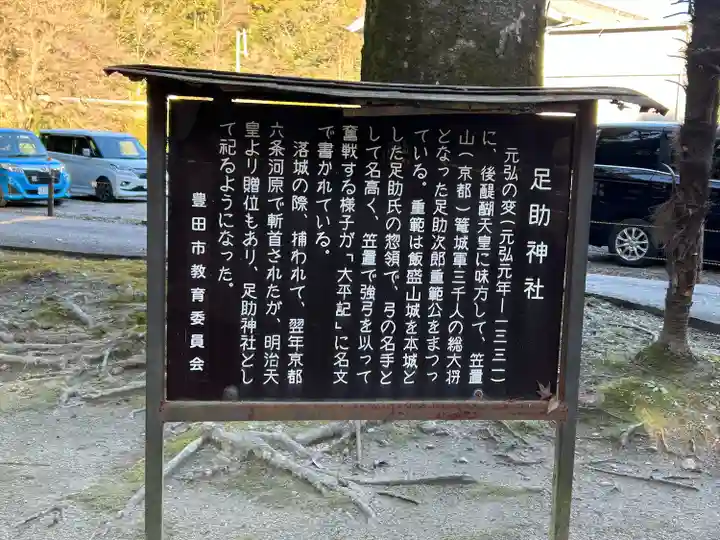 足助神社
元弘の変(元弘元年―一三三一)
に、後醍醐天皇に味方して、笠置
山(京都)篭城軍三千人の総大将
となった足助次郎重範公をまつっ
ている。重範は飯盛山城を本城と
した足助氏の惣領で、弓の名手と
して名高く、笠置で強弓を以って
奮戦する様子が「太平記」に名文
で書かれている。
落城の際、捕われて、翌年京都
六条河原で斬首されたが、明治天
皇より贈位もあり、足助神社とし
て祀るようになった。
豊田市教育委員会